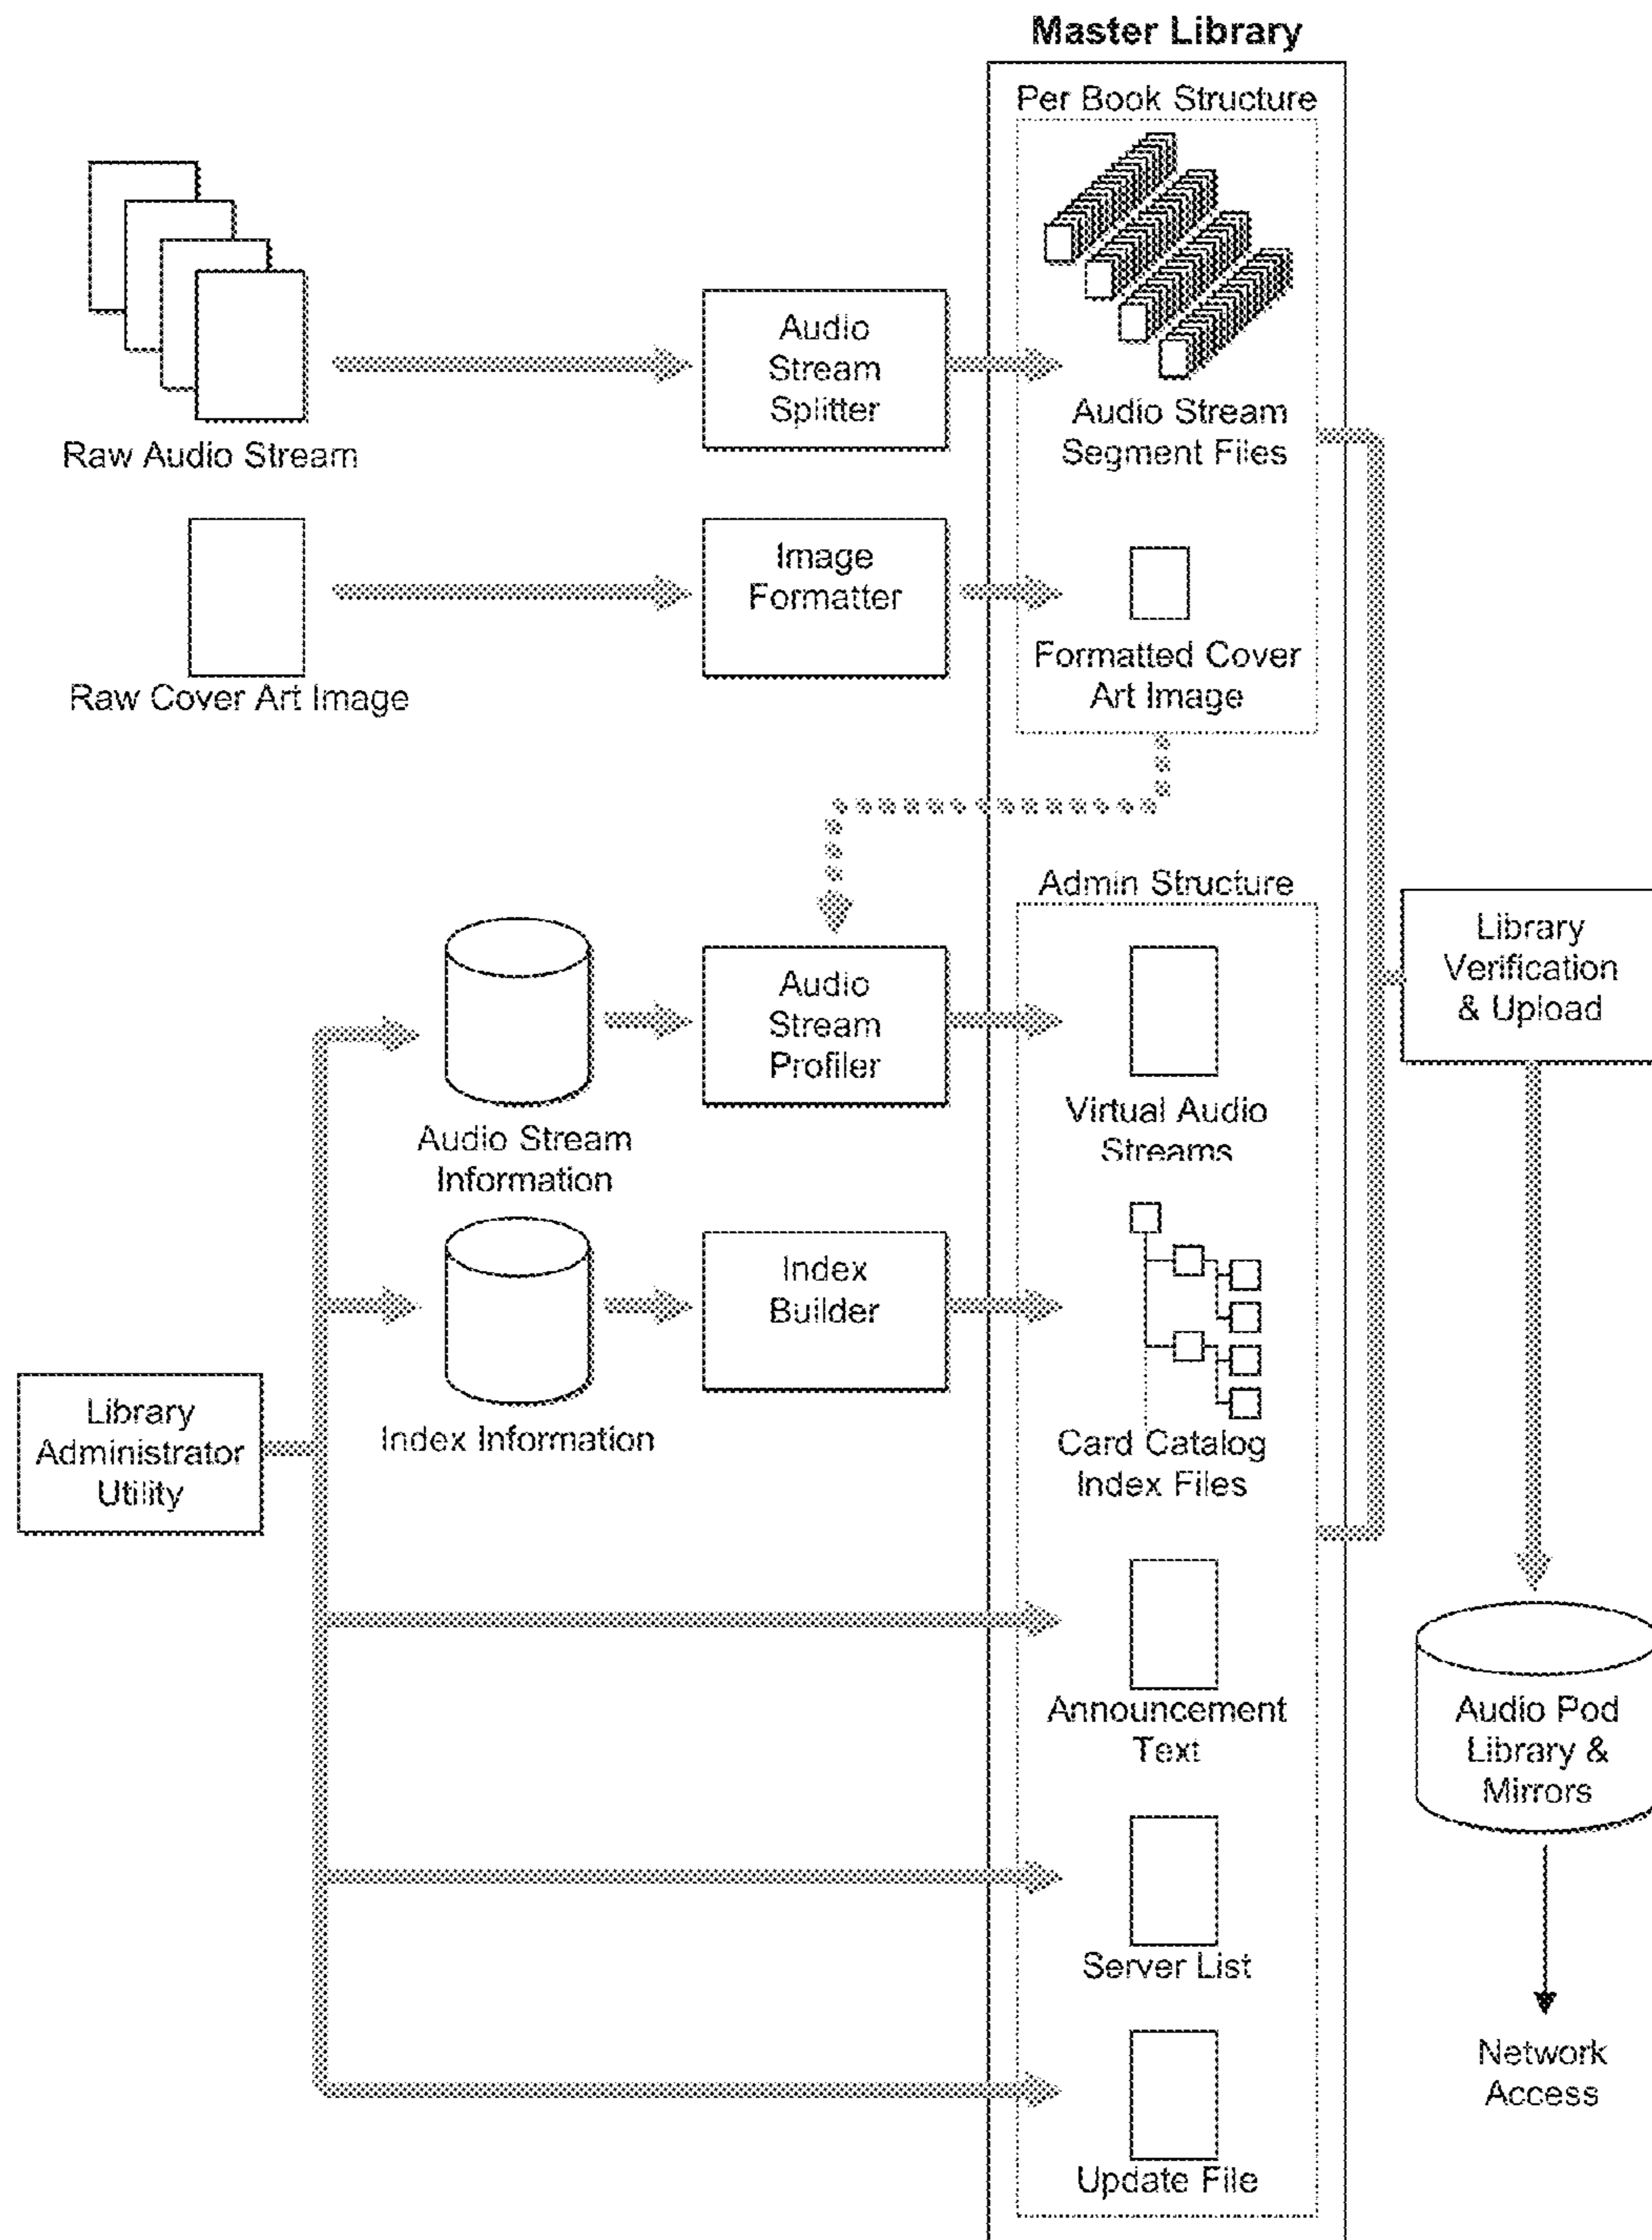 Master Library
Per Book Structure
Audio
Stream
Splitter
Audio Stream
Segment Files
Raw Audio Stream
Image
Formatter
Formatted Cover
Art Image
Raw Cover Art Image
Admin Structure
Library
Verification
& Upload
Audio
Stream
Profiler
Virtual Audio
Streams
Audio Stream
Information
Index
Builder
Library
Administrator
Utility
Index Information
Card Catalog
Index Files
Announcement
Text
Audio Pod
Library &
Mirrors
Server List
Network
Access
Update File